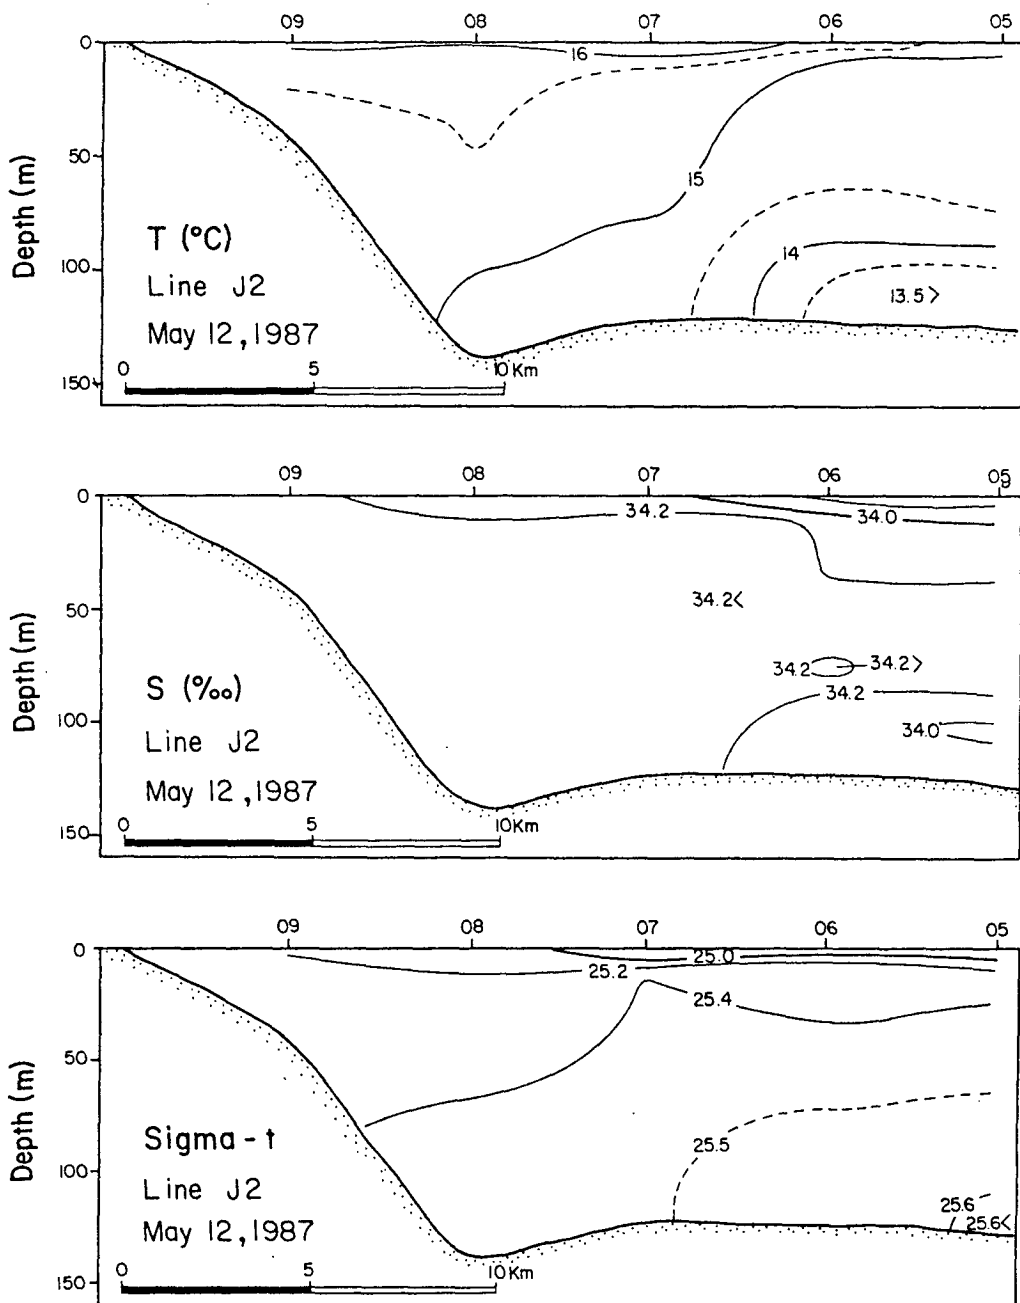 09 08 07 06 05
0
16
50
15
Depth (m)
T (°C)
100
14
Line J2
13.5>
May 12, 1987
0 5 10 Km
150
09 08 07 06 05
0
34.2
34.0
50
34.2<
Depth (m)
34.2 34.2>
S (‰)
34.2
100
34.0
Line J2
May 12, 1987
0 5 10 Km
150
09 08 07 06 05
0
25.0
25.2
25.4
50
Depth (m)
Sigma-t
25.5
100
Line J2
25.6
25.6<
May 12, 1987
0 5 10 Km
150